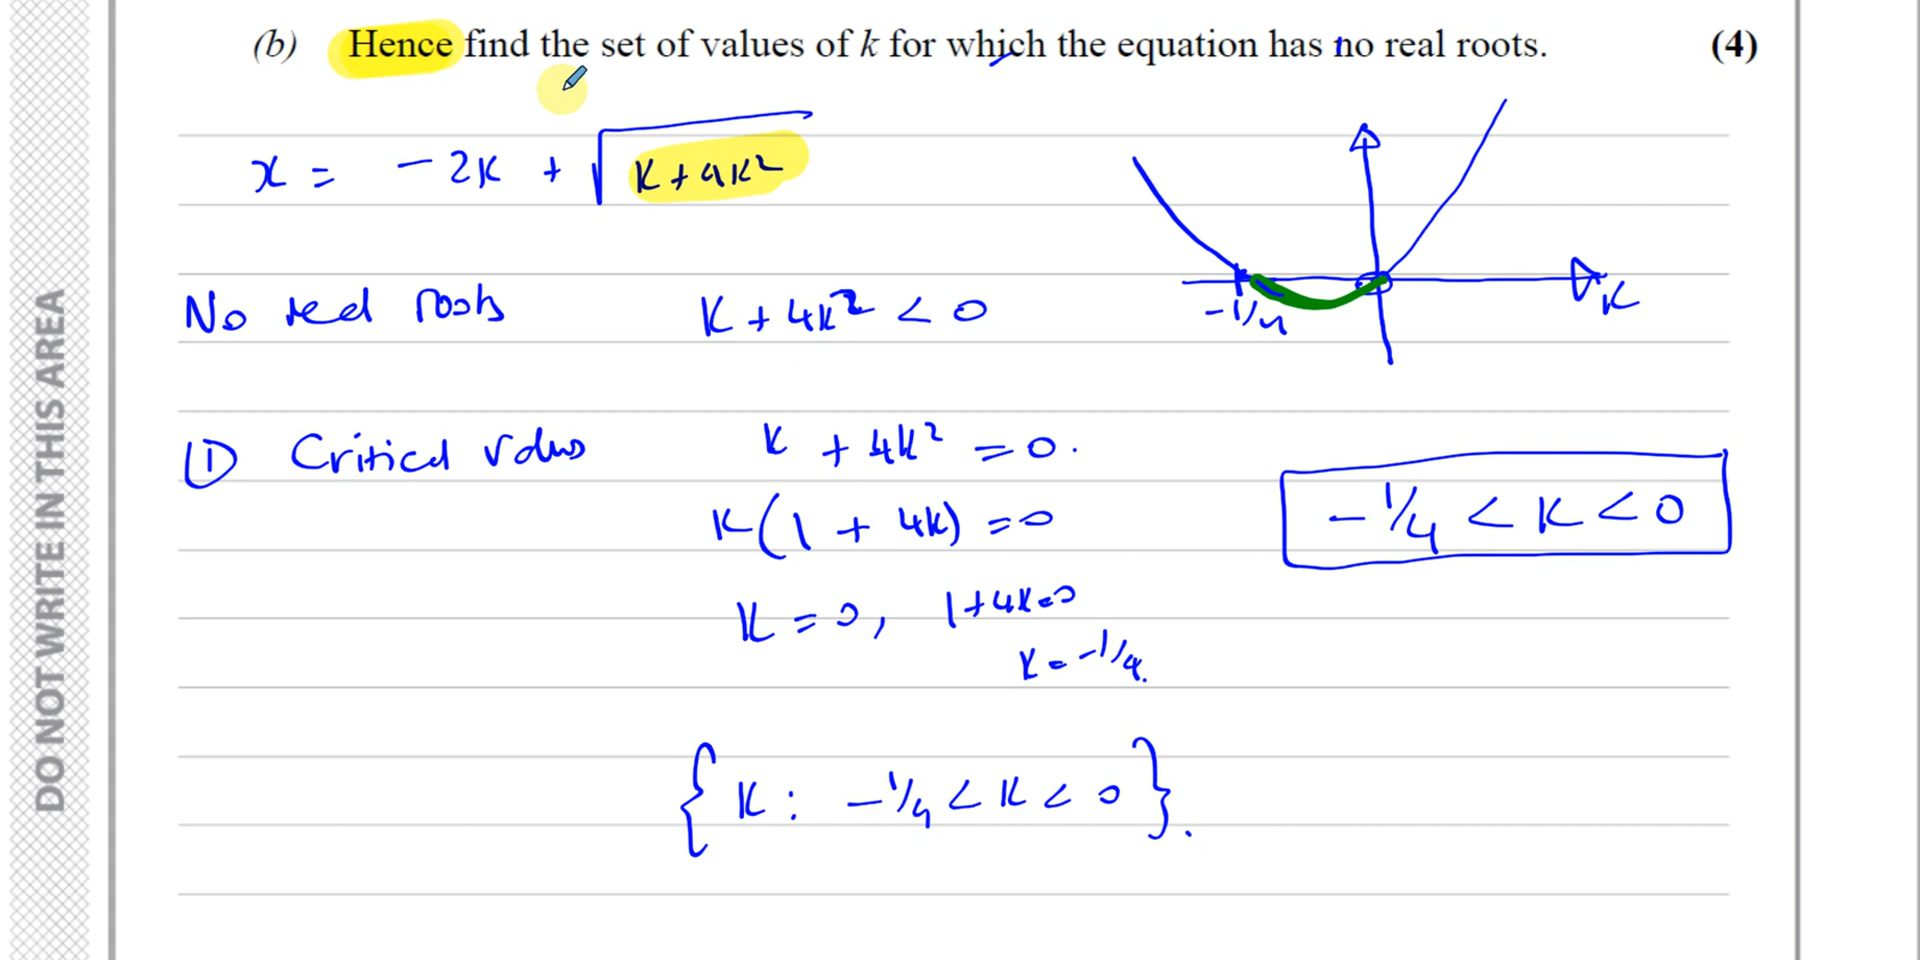 (b) Hence find the set of values of k for which the equation has no real roots. (4)
x = -2k + √(k + 4k²)
No real roots k + 4k² < 0
-1/4
k
① Critical values k + 4k² = 0.
k(1 + 4k) = 0
-1/4 < k < 0
k = 0, 1+4k=0
k = -1/4.
{k : -1/4 < k < 0}.
DO NOT WRITE IN THIS AREA